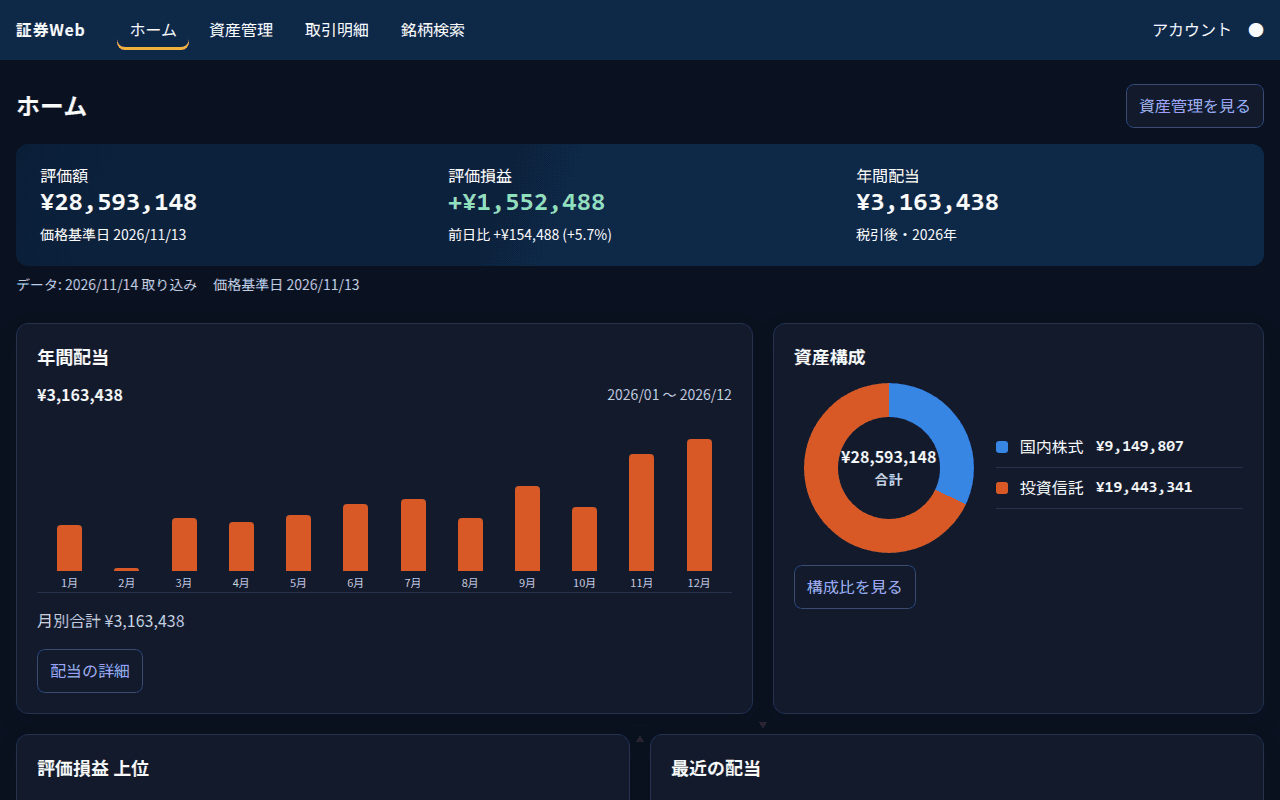 証券Web ホーム 資産管理 取引明細 銘柄検索 アカウント
ホーム 資産管理を見る
評価額 評価損益 年間配当
¥28,593,148 +¥1,552,488 ¥3,163,438
価格基準日 2026/11/13 前日比 +¥154,488 (+5.7%) 税引後・2026年
データ: 2026/11/14 取り込み 価格基準日 2026/11/13
年間配当
¥3,163,438 2026/01 〜 2026/12
1月 2月 3月 4月 5月 6月 7月 8月 9月 10月 11月 12月
月別合計 ¥3,163,438
配当の詳細
資産構成
¥28,593,148
合計
国内株式 ¥9,149,807
投資信託 ¥19,443,341
構成比を見る
評価損益 上位
最近の配当